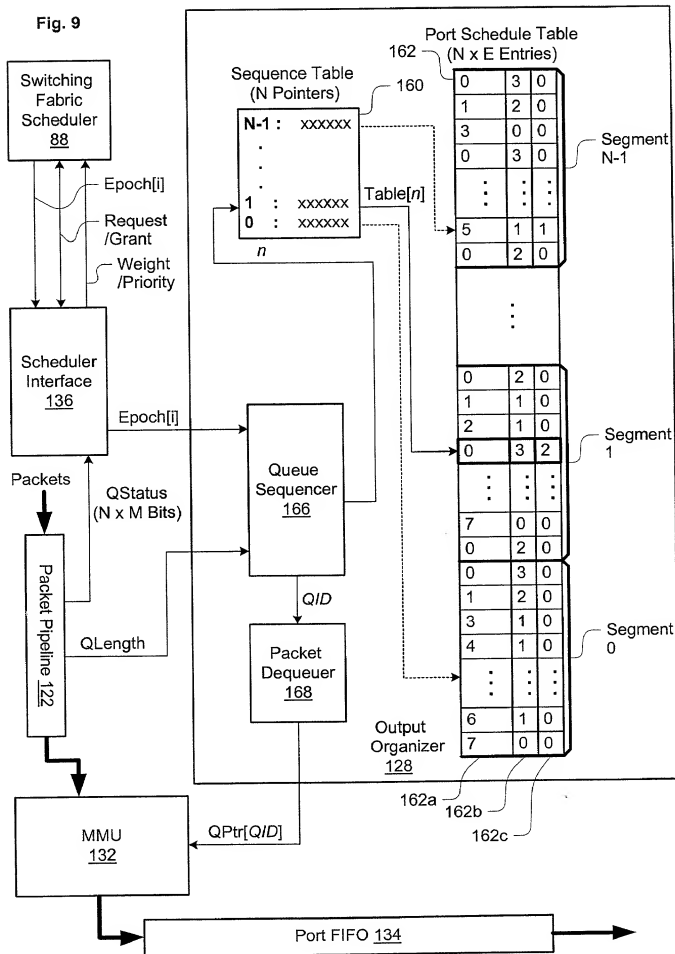 Fig. 9
Switching
Fabric
Scheduler
88
Epoch[i]
Request
/Grant
Weight
/Priority
Scheduler
Interface
136
Epoch[i]
Packets
QStatus
(N x M Bits)
Packet Pipeline 122
QLength
MMU
132
Port FIFO 134
Sequence Table
(N Pointers)
160
N-1 : xxxxxx
.
.
.
1 : xxxxxx
0 : xxxxxx
n
Table[n]
Queue
Sequencer
166
QID
Packet
Dequeuer
168
QPtr[QID]
Output
Organizer
128
Port Schedule Table
(N x E Entries)
162
0 3 0
1 2 0
3 0 0
0 3 0
⋮ ⋮ ⋮
5 1 1
0 2 0
Segment
N-1
⋮
0 2 0
1 1 0
2 1 0
0 3 2
⋮ ⋮ ⋮
7 0 0
0 2 0
Segment
1
0 3 0
1 2 0
3 1 0
4 1 0
⋮ ⋮ ⋮
6 1 0
7 0 0
Segment
0
162a
162b
162c